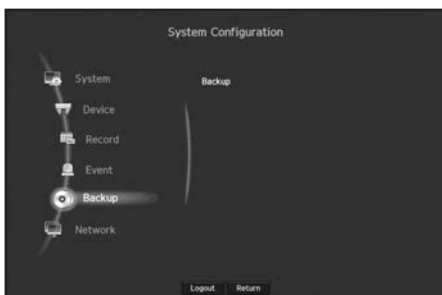 System Configuration
System
Backup
Device
Record
Event
Backup
Network
Logout Return